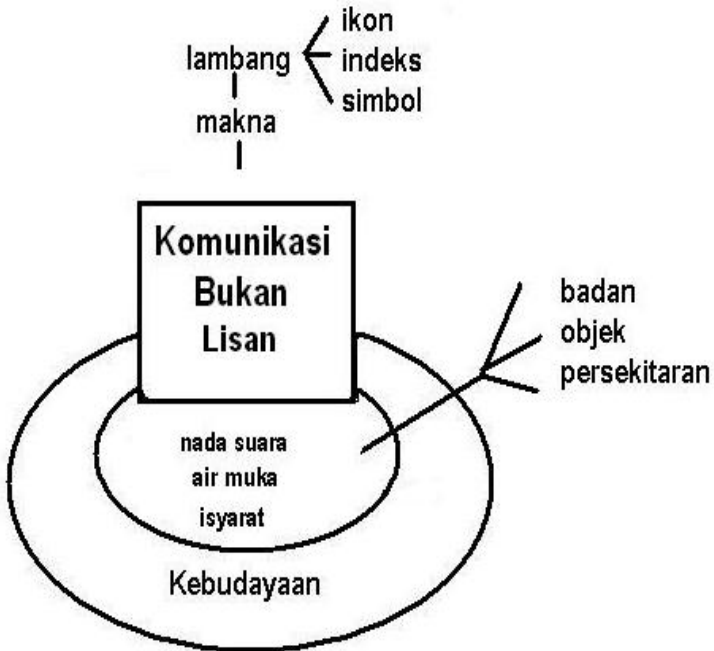 ikon
lambang indeks
simbol
makna
Komunikasi
Bukan
Lisan
badan
objek
persekitaran
nada suara
air muka
isyarat
Kebudayaan